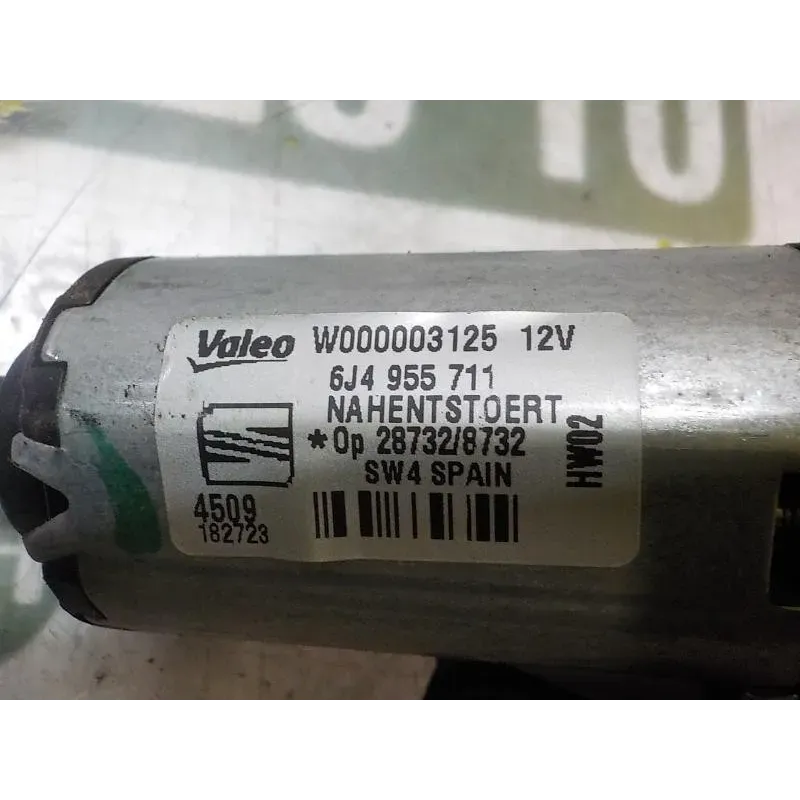 Valeo W000003125 12V
6J4 955 711
NAHENTSTOERT
*Op 28732/8732
SW4 SPAIN
HW02
4509
182723